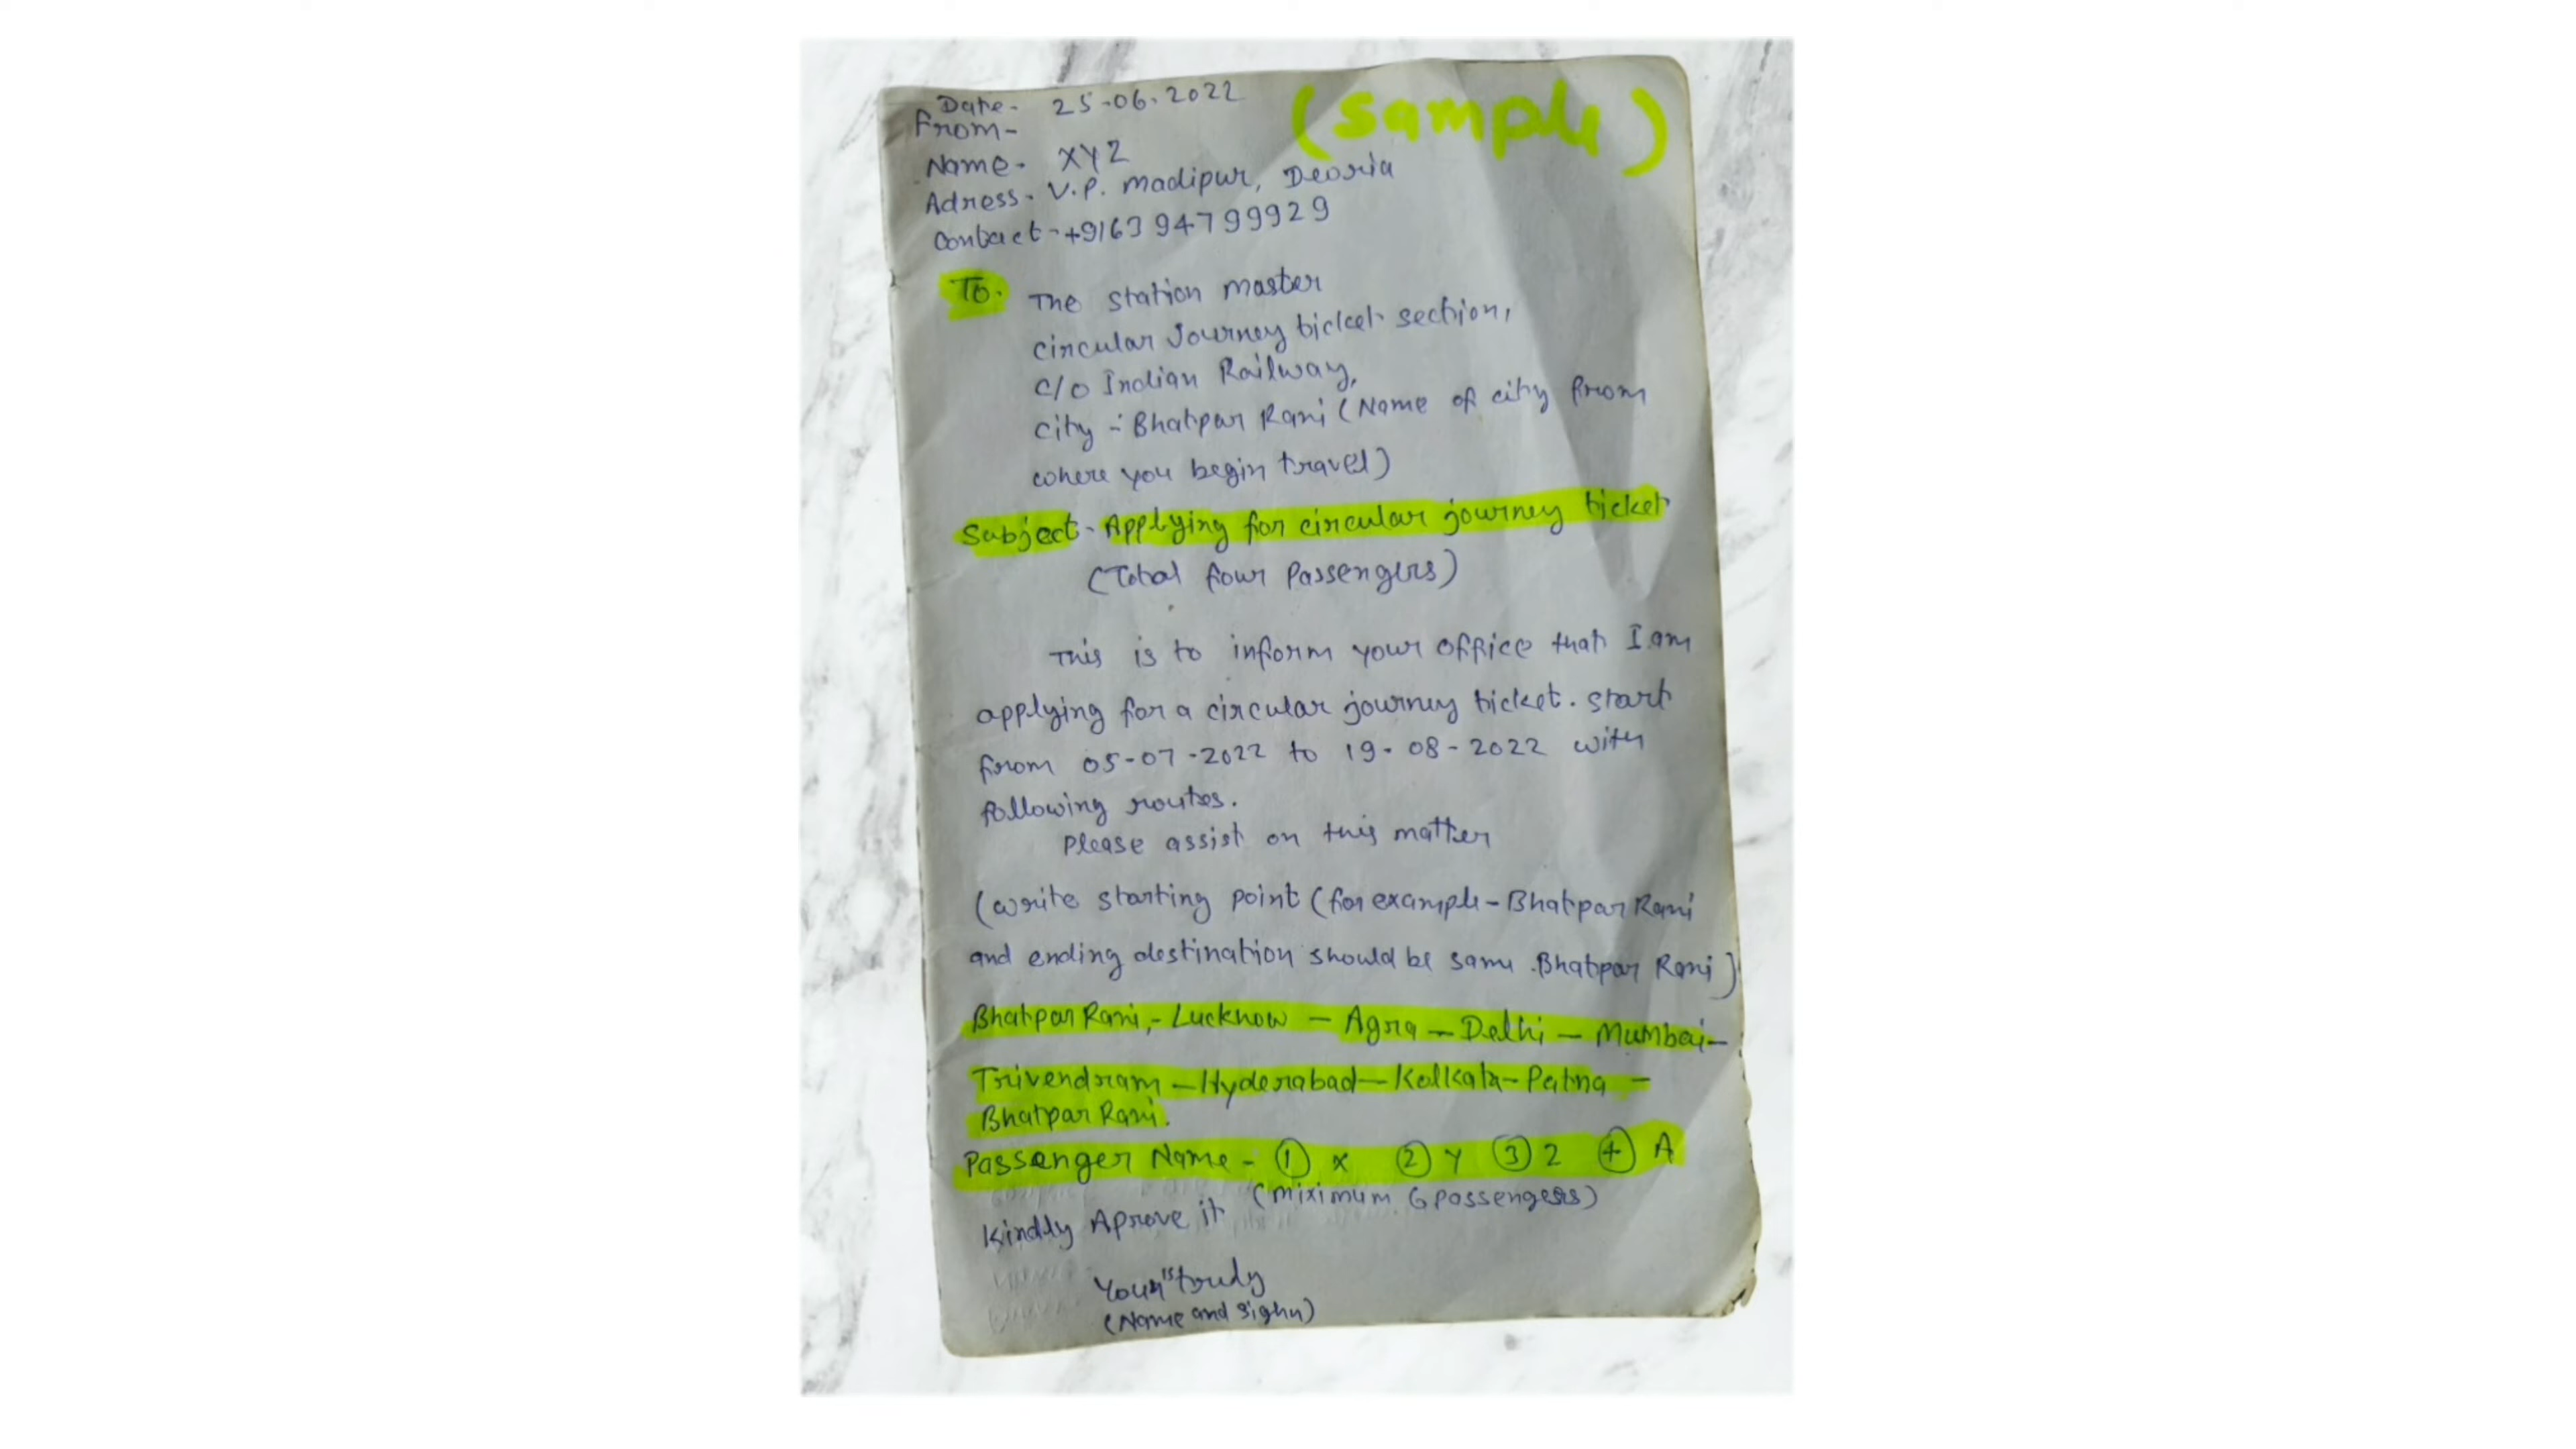 Date- 25-06-2022
(Sample)
From-
Name- XYZ
Adress- V.P. Madipur, Deoria
Contact- +916394799929
To. The Station Master
Circular Journey ticket section,
C/O Indian Railway,
City :- Bhatpar Rani (Name of city from
where you begin travel)
Subject- Applying for circular journey ticket
(Total four Passengers)
This is to inform your office that I am
applying for a circular journey ticket. Start
from 05-07-2022 to 19-08-2022 with
following routes.
Please assist on this matter
(write starting point (for example - Bhatpar Rani
and ending destination should be same .Bhatpar Rani)
Bhatpar Rani,- Lucknow - Agra - Delhi - Mumbai-
Trivendram - Hyderabad - Kolkata - Patna -
Bhatpar Rani.
Passenger Name - ① X ② Y ③ Z ④ A
(Miximum 6 passengers)
Kindly Aprove it
Your's truly
(Name and Sighn)